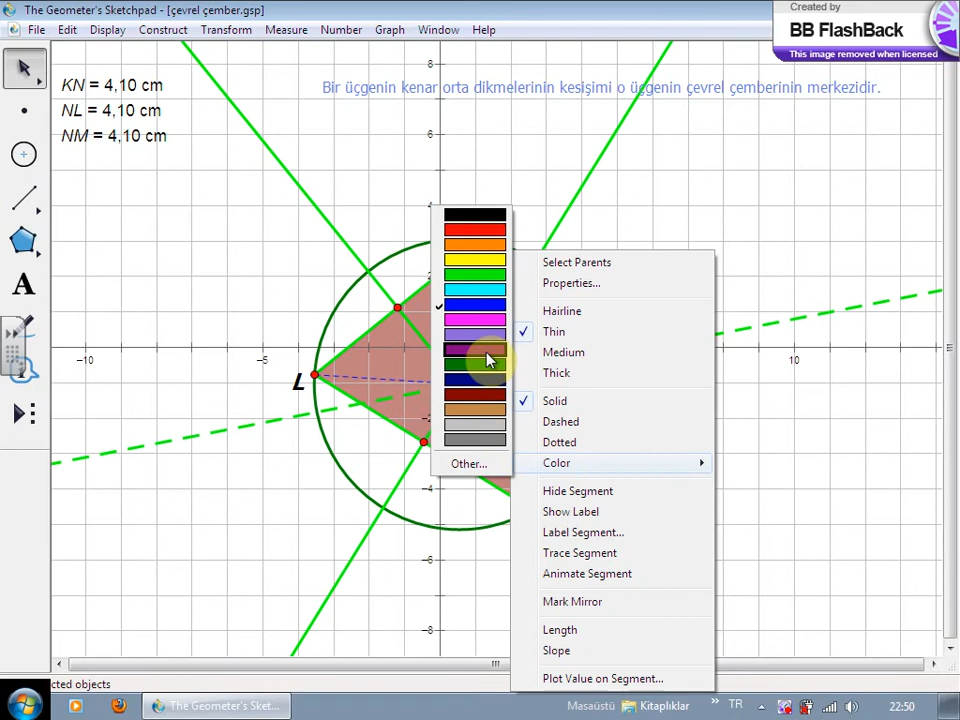 The Geometer's Sketchpad - [çevrel çember.gsp]
Created by
BB FlashBack
This image removed when licensed
File Edit Display Construct Transform Measure Number Graph Window Help
KN = 4,10 cm
NL = 4,10 cm
NM = 4,10 cm
Bir üçgenin kenar orta dikmelerinin kesişimi o üçgenin çevrel çemberinin merkezidir.
8
6
4
2
-10
-5
10
-2
-4
-6
-8
L
A
Select Parents
Properties...
Hairline
Thin
Medium
Thick
Solid
Dashed
Dotted
Color
Other...
Hide Segment
Show Label
Label Segment...
Trace Segment
Animate Segment
Mark Mirror
Length
Slope
Plot Value on Segment...
cted objects
The Geometer's Sket...
Masaüstü
Kitaplıklar
TR
22:50